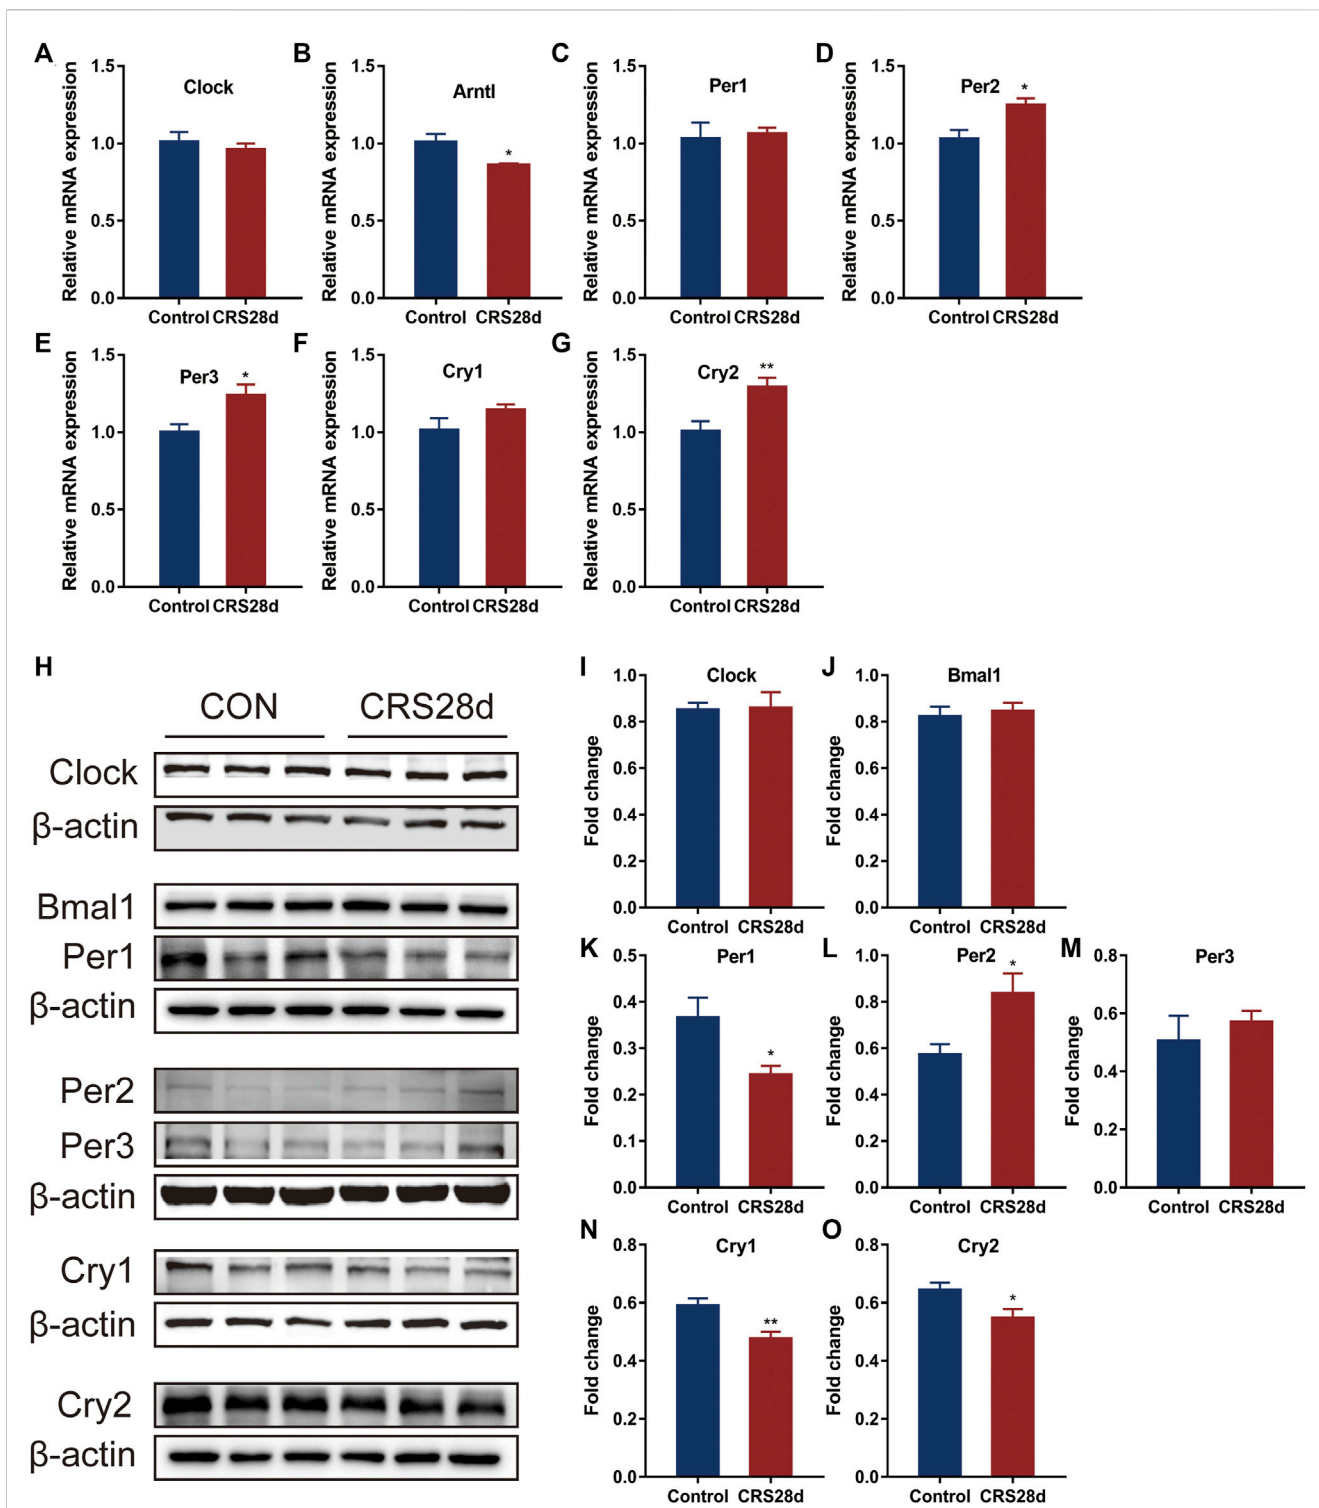 A
Relative mRNA expression
1.5
1.0
0.5
0.0
Clock
Control CRS28d
B
Relative mRNA expression
1.5
1.0
0.5
0.0
Arntl
*
Control CRS28d
C
Relative mRNA expression
1.5
1.0
0.5
0.0
Per1
Control CRS28d
D
Relative mRNA expression
1.5
1.0
0.5
0.0
Per2
*
Control CRS28d
E
Relative mRNA expression
1.5
1.0
0.5
0.0
Per3
*
Control CRS28d
F
Relative mRNA expression
1.5
1.0
0.5
0.0
Cry1
Control CRS28d
G
Relative mRNA expression
1.5
1.0
0.5
0.0
Cry2
**
Control CRS28d
H
CON CRS28d
Clock
β-actin
Bmal1
Per1
β-actin
Per2
Per3
β-actin
Cry1
β-actin
Cry2
β-actin
I
Fold change
1.0
0.8
0.6
0.4
0.2
0.0
Clock
Control CRS28d
J
Fold change
1.0
0.8
0.6
0.4
0.2
0.0
Bmal1
Control CRS28d
K
Fold change
0.5
0.4
0.3
0.2
0.1
0.0
Per1
*
Control CRS28d
L
Fold change
1.0
0.8
0.6
0.4
0.2
0.0
Per2
*
Control CRS28d
M
Fold change
0.8
0.6
0.4
0.2
0.0
Per3
Control CRS28d
N
Fold change
0.8
0.6
0.4
0.2
0.0
Cry1
**
Control CRS28d
O
Fold change
0.8
0.6
0.4
0.2
0.0
Cry2
*
Control CRS28d